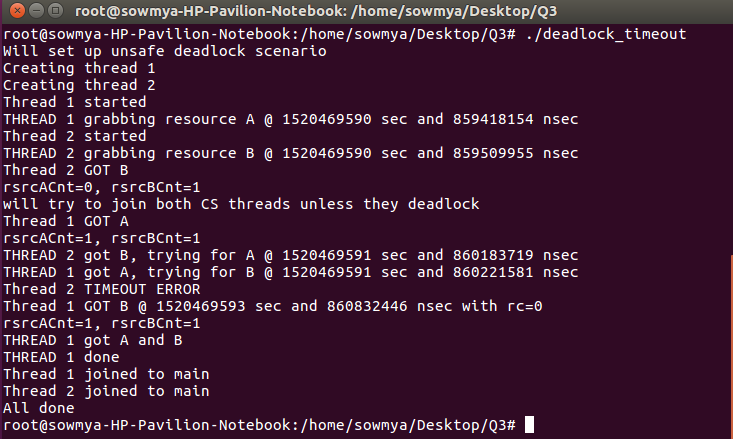 root@sowmya-HP-Pavilion-Notebook: /home/sowmya/Desktop/Q3
root@sowmya-HP-Pavilion-Notebook:/home/sowmya/Desktop/Q3# ./deadlock_timeout
Will set up unsafe deadlock scenario
Creating thread 1
Creating thread 2
Thread 1 started
THREAD 1 grabbing resource A @ 1520469590 sec and 859418154 nsec
Thread 2 started
THREAD 2 grabbing resource B @ 1520469590 sec and 859509955 nsec
Thread 2 GOT B
rsrcACnt=0, rsrcBCnt=1
will try to join both CS threads unless they deadlock
Thread 1 GOT A
rsrcACnt=1, rsrcBCnt=1
THREAD 2 got B, trying for A @ 1520469591 sec and 860183719 nsec
THREAD 1 got A, trying for B @ 1520469591 sec and 860221581 nsec
Thread 2 TIMEOUT ERROR
Thread 1 GOT B @ 1520469593 sec and 860832446 nsec with rc=0
rsrcACnt=1, rsrcBCnt=1
THREAD 1 got A and B
THREAD 1 done
Thread 1 joined to main
Thread 2 joined to main
All done
root@sowmya-HP-Pavilion-Notebook:/home/sowmya/Desktop/Q3#